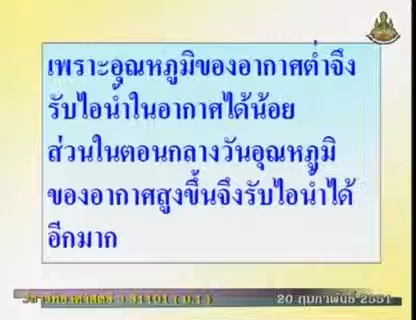 เพราะอุณหภูมิของอากาศต่ำจึง
รับไอน้ำในอากาศได้น้อย
ส่วนในตอนกลางวันอุณหภูมิ
ของอากาศสูงขึ้นจึงรับไอน้ำได้
อีกมาก
( ม.1 ) 20 กุมภาพันธ์ 2551